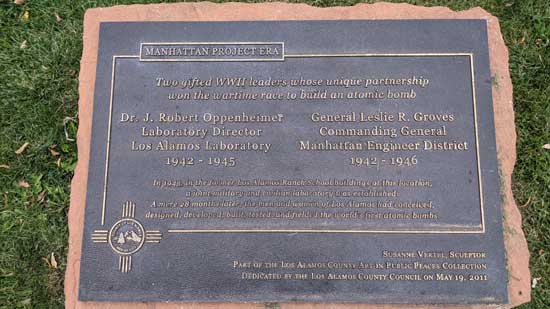 MANHATTAN PROJECT ERA
Two gifted WWII leaders whose unique partnership
won the wartime race to build an atomic bomb
Dr. J. Robert Oppenheimer
Laboratory Director
Los Alamos Laboratory
1942 - 1945
General Leslie R. Groves
Commanding General
Manhattan Engineer District
1942 - 1946
In 1943, in the former Los Alamos Ranch School buildings at this location,
a joint military and civilian laboratory was established.
A mere 28 months later, the men and women of Los Alamos had conceived,
designed, developed, built, tested, and fielded the world's first atomic bombs.
Susanne Vertel, Sculptor
Part of the Los Alamos County Art in Public Places Collection
Dedicated by the Los Alamos County Council on May 19, 2011